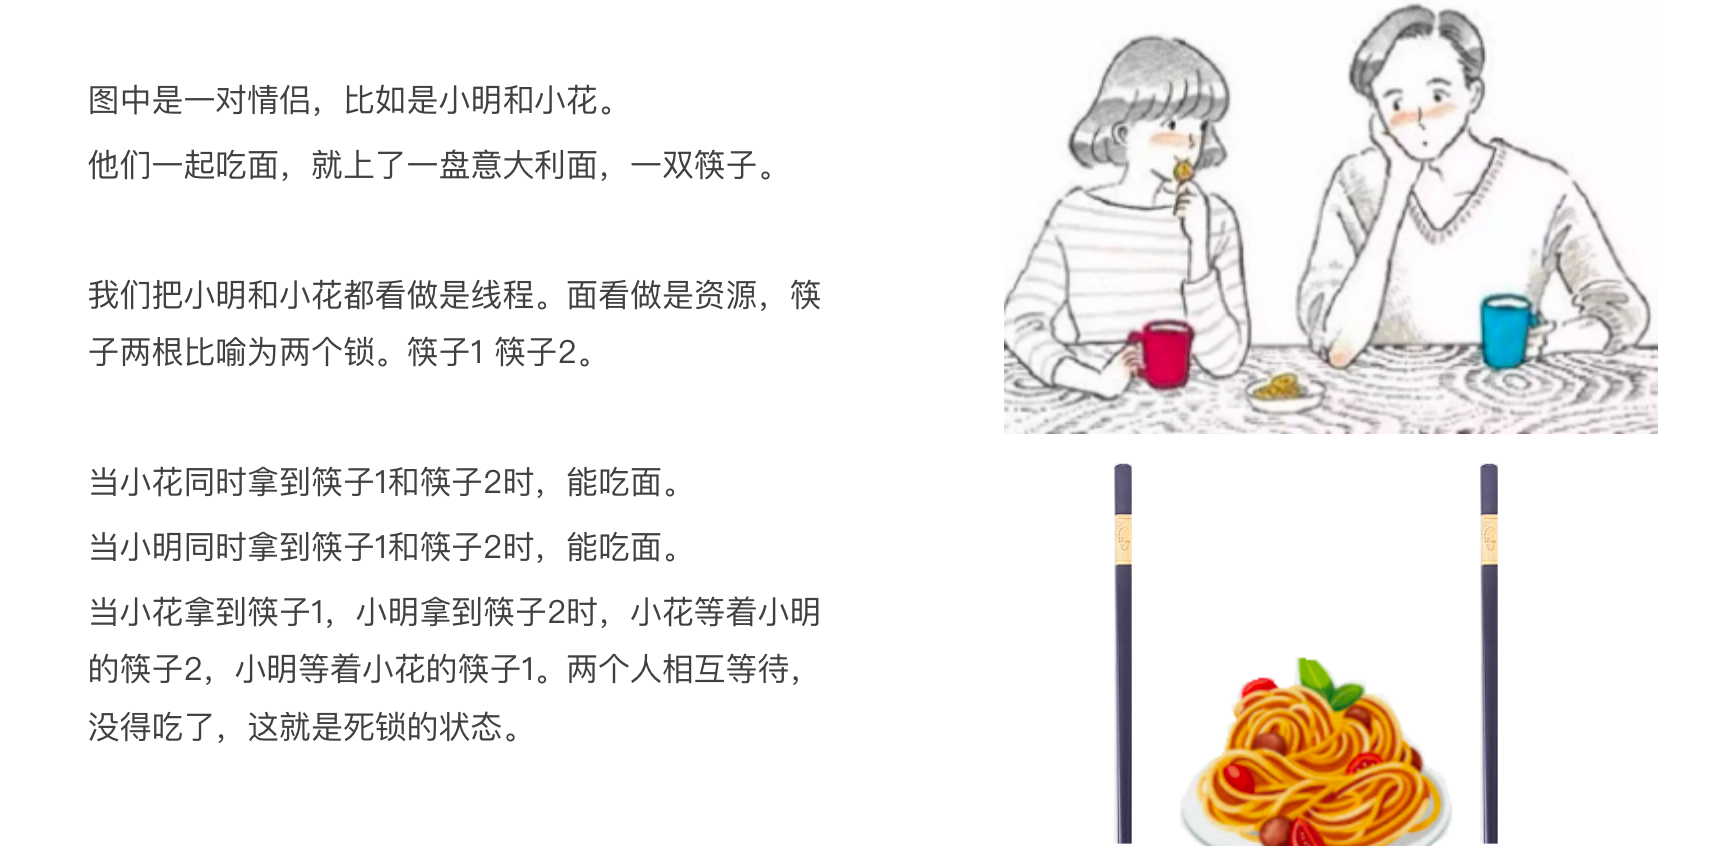 图中是一对情侣，比如是小明和小花。
他们一起吃面，就上了一盘意大利面，一双筷子。
我们把小明和小花都看做是线程。面看做是资源，筷
子两根比喻为两个锁。筷子1 筷子2。
当小花同时拿到筷子1和筷子2时，能吃面。
当小明同时拿到筷子1和筷子2时，能吃面。
当小花拿到筷子1，小明拿到筷子2时，小花等着小明
的筷子2，小明等着小花的筷子1。两个人相互等待，
没得吃了，这就是死锁的状态。